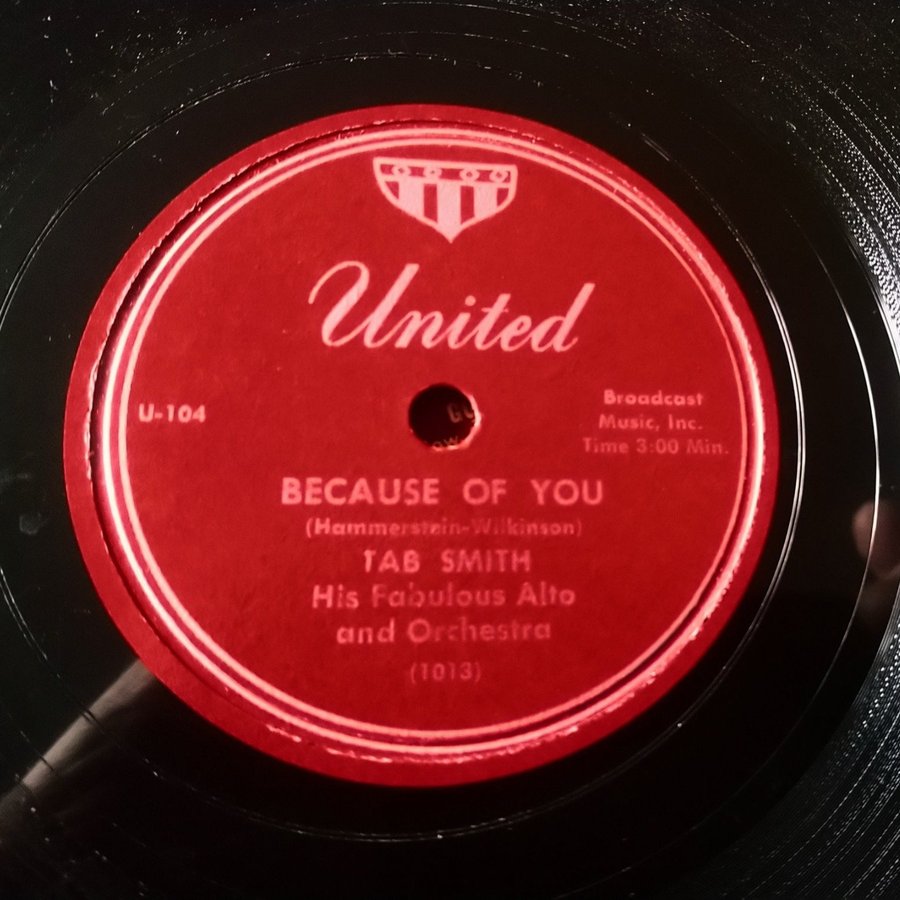 United
U-104
Broadcast
Music, Inc.
Time 3:00 Min.
BECAUSE OF YOU
(Hammerstein-Wilkinson)
TAB SMITH
His Fabulous Alto
and Orchestra
(1013)